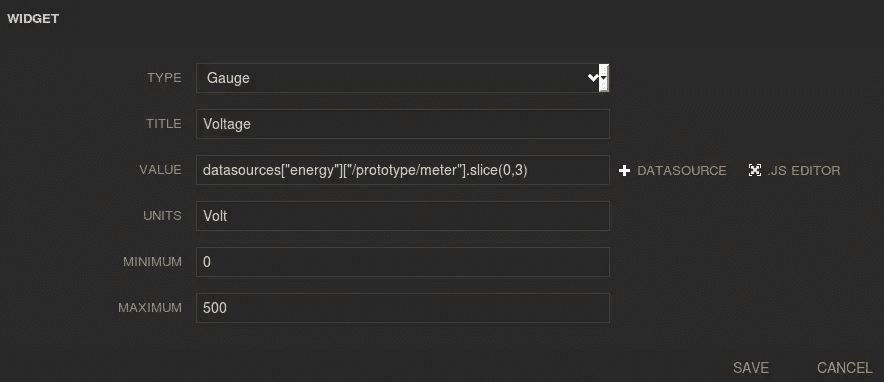 WIDGET
TYPE Gauge
TITLE Voltage
VALUE datasources["energy"]["/prototype/meter"].slice(0,3) DATASOURCE .JS EDITOR
UNITS Volt
MINIMUM 0
MAXIMUM 500
SAVE CANCEL